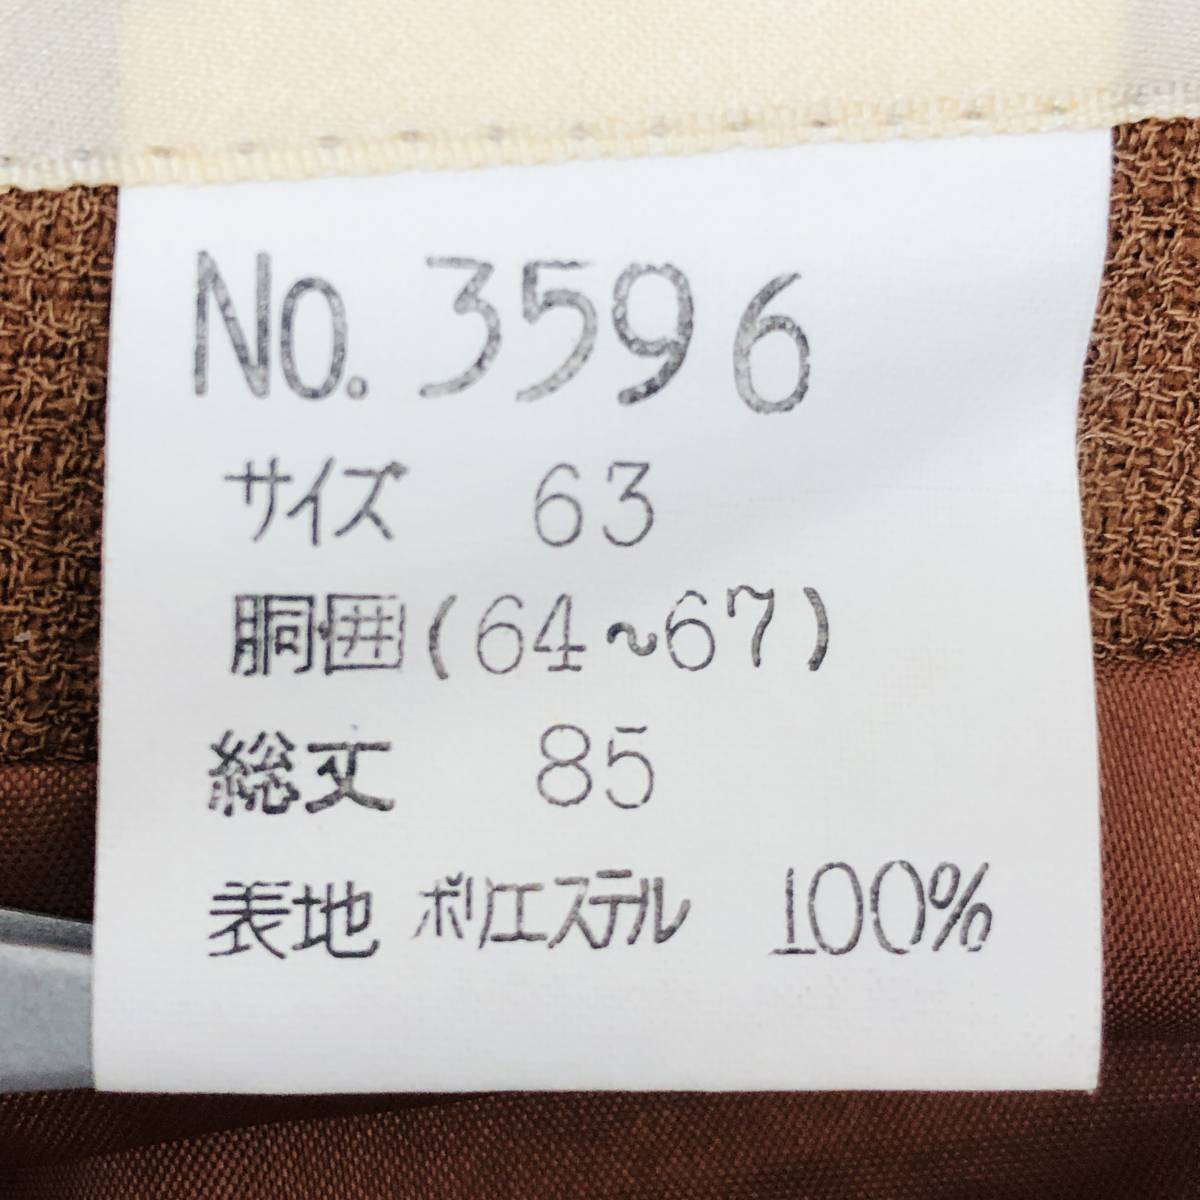 No. 3596
サイズ 63
胴囲(64~67)
総丈 85
表地 ポリエステル 100%